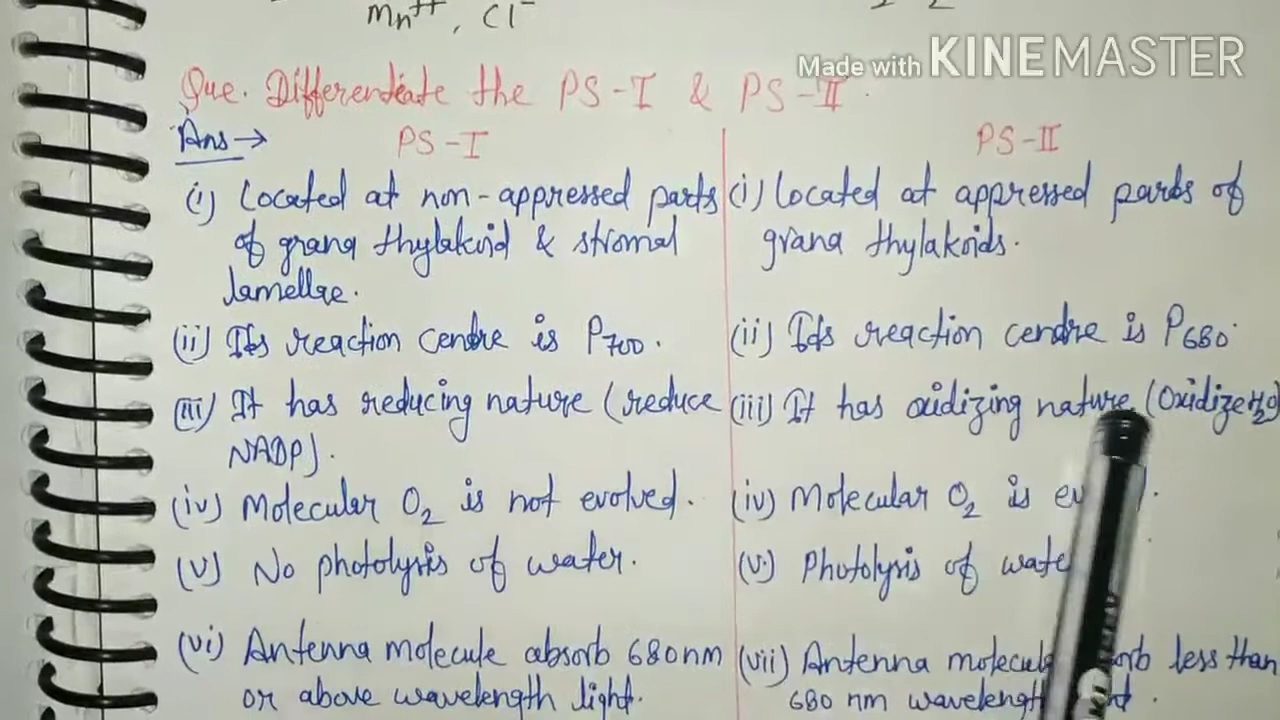 Mn++, Cl-
Made with KINEMASTER
Que. Differentiate the PS-I & PS-II.
Ans →
PS-I
(i) Located at non-appressed parts
of grana thylakoid & stromal
lamellae.
(ii) Its reaction centre is P700.
(iii) It has reducing nature (reduce
NADP).
(iv) Molecular O2 is not evolved.
(v) No photolysis of water.
(vi) Antenna molecule absorb 680nm
or above wavelength light.
PS-II
(i) Located at appressed parts of
grana thylakoids.
(ii) Its reaction centre is P680.
(iii) It has oxidizing nature (Oxidize H2O)
(iv) Molecular O2 is
(v) Photolysis of
(vii) Antenna less than
680 nm